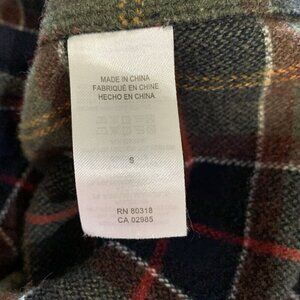 MADE IN CHINA
FABRIQUÉ EN CHINE
HECHO EN CHINA
S
RN 80318
CA 02985